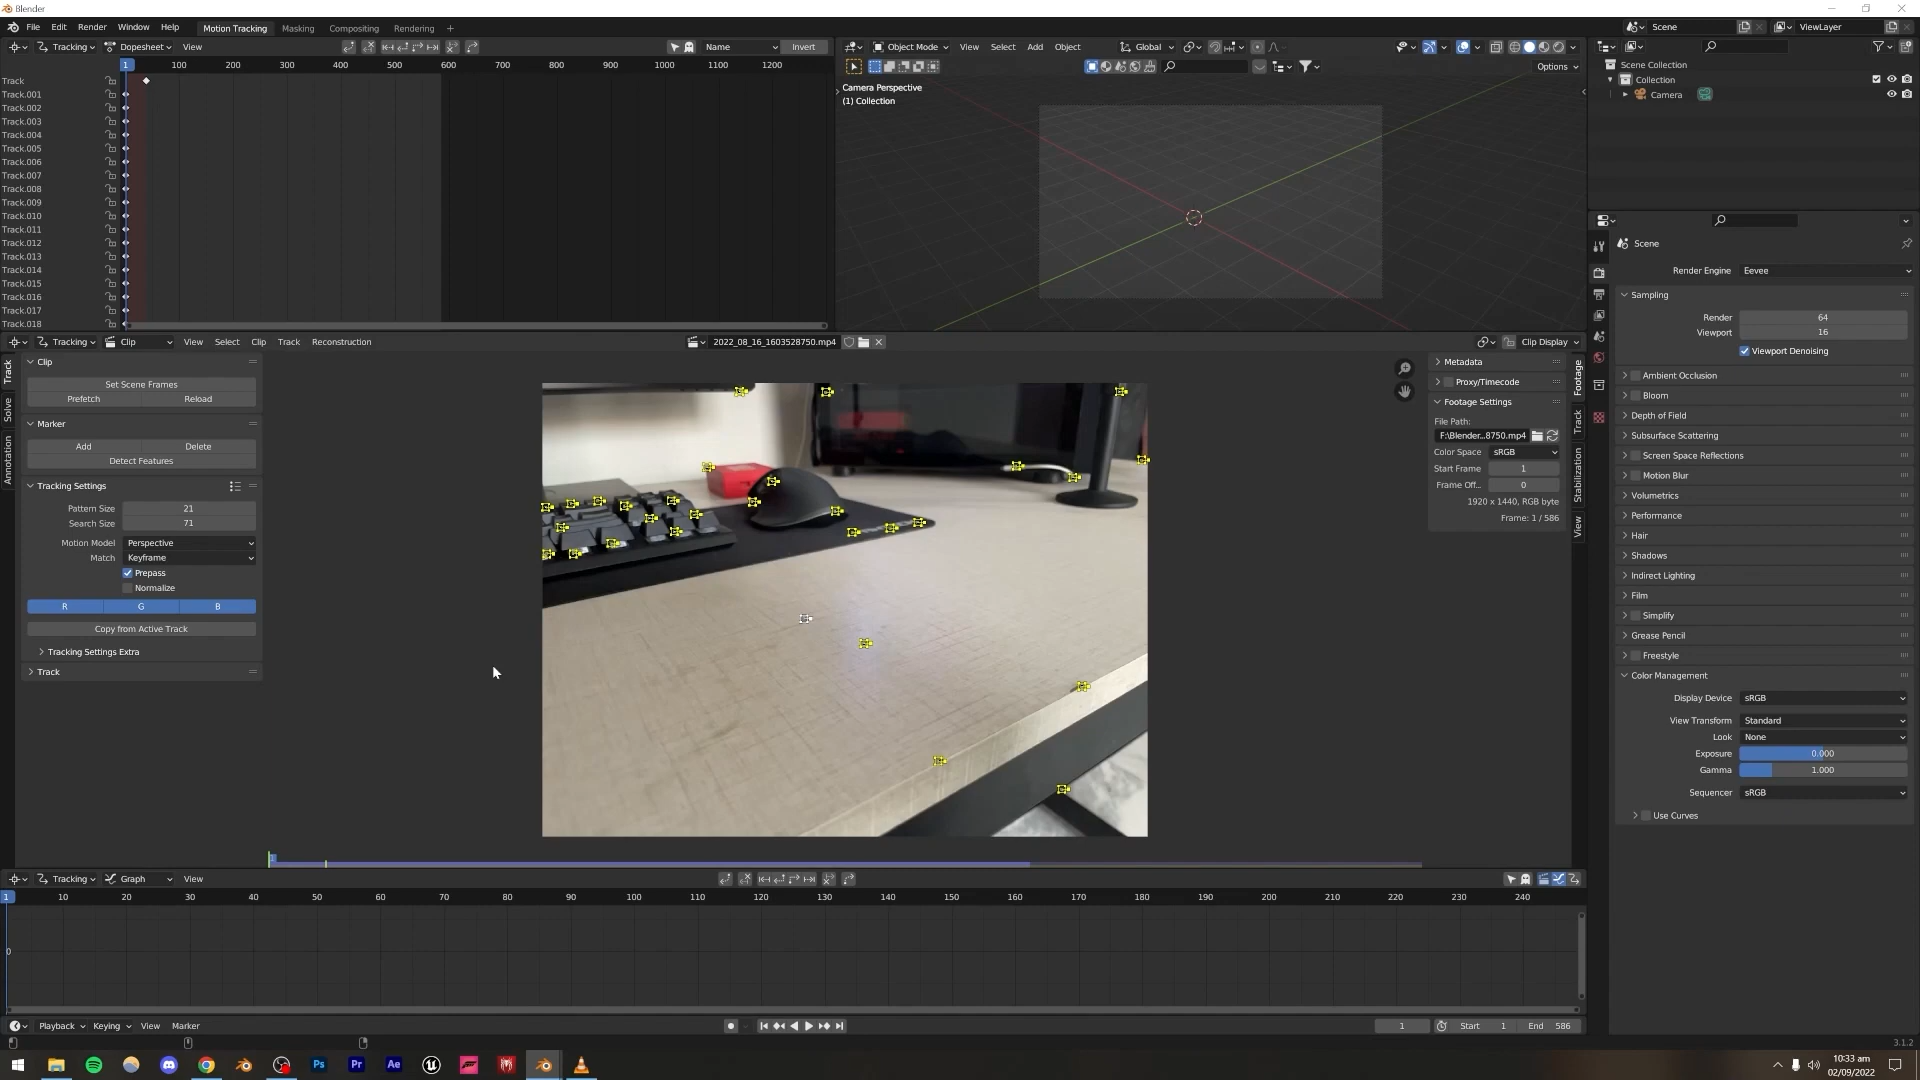 Blender
File Edit Render Window Help Motion Tracking Masking Compositing Rendering + Scene ViewLayer
Tracking Dopesheet View Name Invert
1 100 200 300 400 500 600 700 800 900 1000 1100 1200
Track
Track.001
Track.002
Track.003
Track.004
Track.005
Track.006
Track.007
Track.008
Track.009
Track.010
Track.011
Track.012
Track.013
Track.014
Track.015
Track.016
Track.017
Track.018
Object Mode View Select Add Object Global
Options
Camera Perspective
(1) Collection
Scene Collection
Collection
Camera
Tracking Clip View Select Clip Track Reconstruction 2022_08_16_1603528750.mp4 Clip Display
Track
Solve
Annotation
Clip
Set Scene Frames
Prefetch Reload
Marker
Add Delete
Detect Features
Tracking Settings
Pattern Size 21
Search Size 71
Motion Model Perspective
Match Keyframe
Prepass
Normalize
R G B
Copy from Active Track
Tracking Settings Extra
Track
Metadata
Proxy/Timecode
Footage Settings
File Path:
F:\Blender...8750.mp4
Color Space sRGB
Start Frame 1
Frame Off... 0
1920 x 1440, RGB byte
Frame: 1 / 586
Footage
Track
Stabilization
View
Scene
Render Engine Eevee
Sampling
Render 64
Viewport 16
Viewport Denoising
Ambient Occlusion
Bloom
Depth of Field
Subsurface Scattering
Screen Space Reflections
Motion Blur
Volumetrics
Performance
Hair
Shadows
Indirect Lighting
Film
Simplify
Grease Pencil
Freestyle
Color Management
Display Device sRGB
View Transform Standard
Look None
Exposure 0.000
Gamma 1.000
Sequencer sRGB
Use Curves
Tracking Graph View
1 10 20 30 40 50 60 70 80 90 100 110 120 130 140 150 160 170 180 190 200 210 220 230 240
0
Playback Keying View Marker 1 Start 1 End 586
3.1.2
Ps Pr Ae
10:33 am
02/09/2022